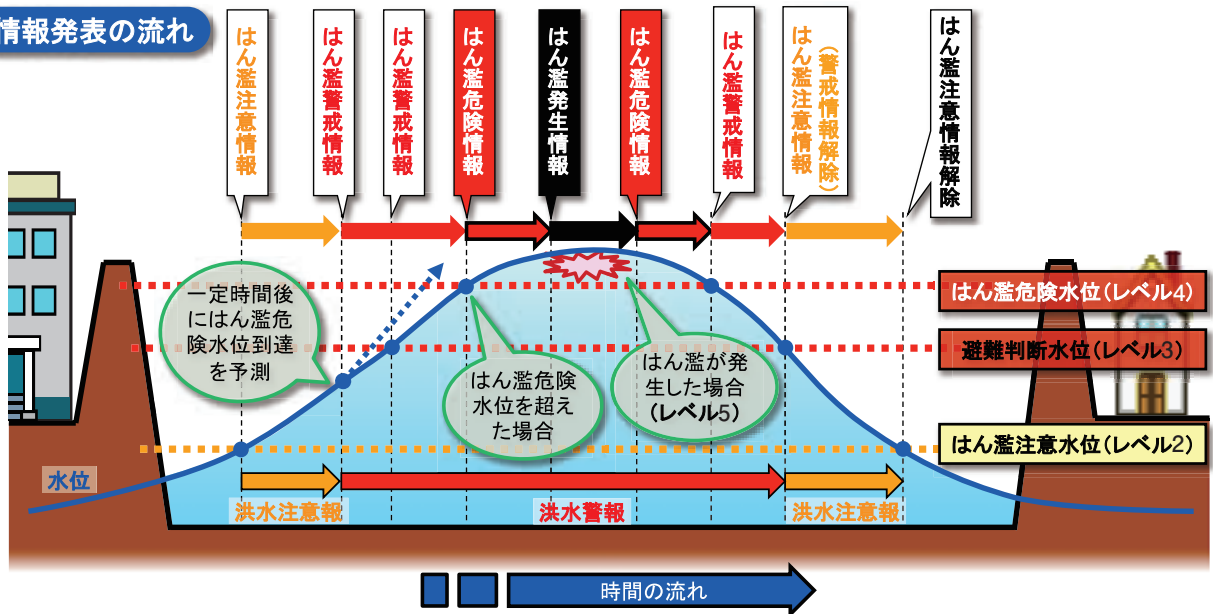 情報発表の流れ
はん濫注意情報
はん濫警戒情報
はん濫警戒情報
はん濫危険情報
はん濫発生情報
はん濫危険情報
はん濫警戒情報
はん濫注意情報
(警戒情報解除)
はん濫注意情報解除
一定時間後
にはん濫危
険水位到達
を予測
はん濫危険
水位を超え
た場合
はん濫が発
生した場合
(レベル5)
はん濫危険水位(レベル4)
避難判断水位(レベル3)
はん濫注意水位(レベル2)
水位
洪水注意報
洪水警報
洪水注意報
時間の流れ